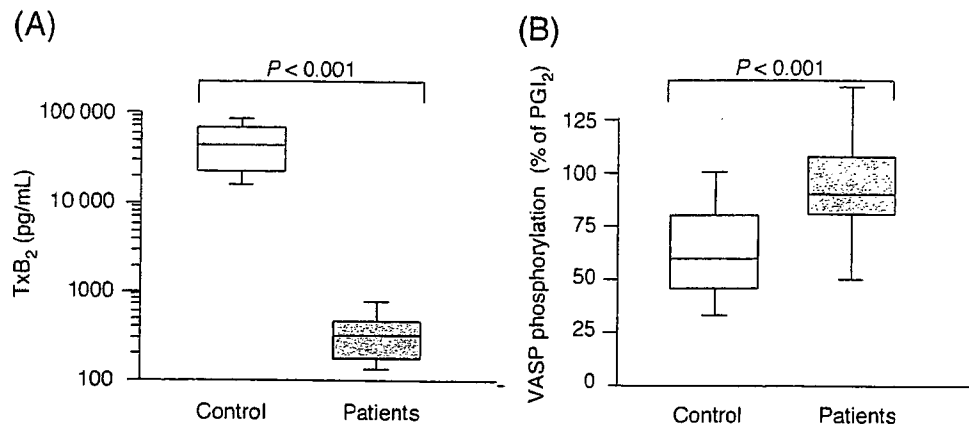 (A)
P < 0.001
100 000
10 000
1000
100
TxB2 (pg/mL)
Control
Patients
(B)
P < 0.001
125
100
75
50
25
0
VASP phosphorylation (% of PGI2)
Control
Patients